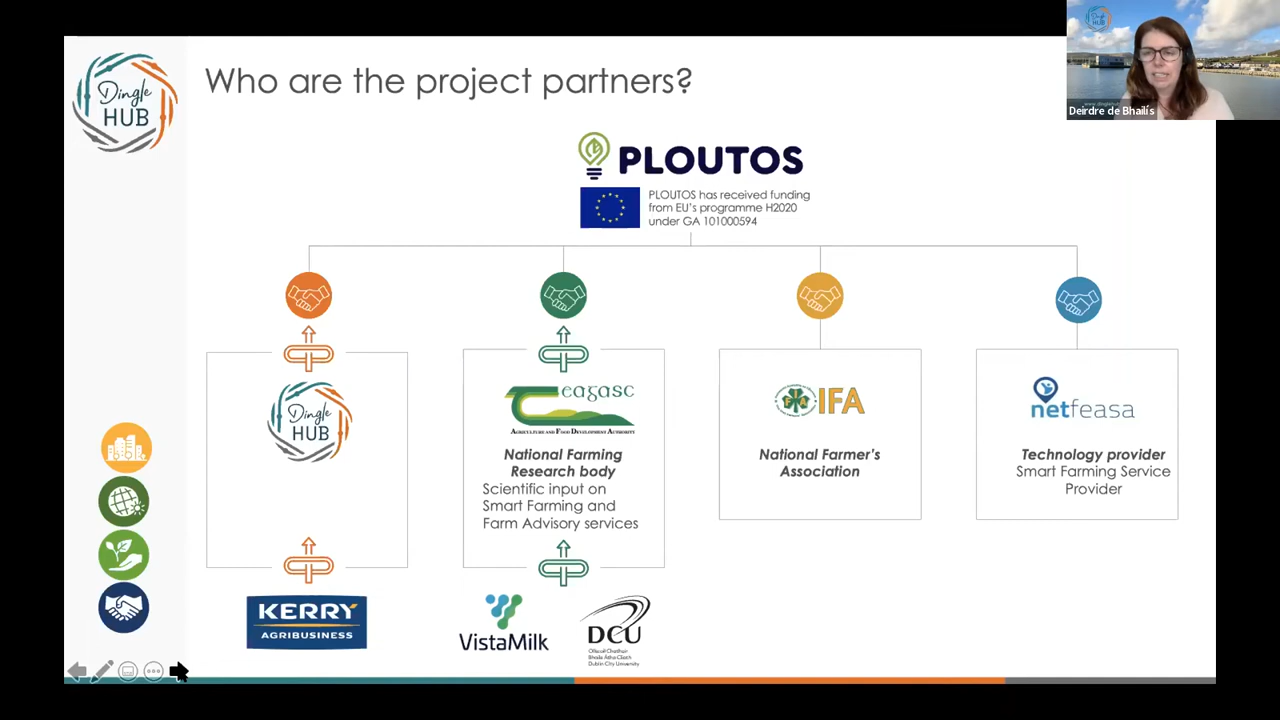 Dingle
HUB
Who are the project partners?
Dingle
HUB
Deirdre de Bhailís
PLOUTOS
PLOUTOS has received funding
from EU's programme H2020
under GA 101000594
Dingle
HUB
Teagasc
AGRICULTURE AND FOOD DEVELOPMENT AUTHORITY
National Farming
Research body
Scientific input on
Smart Farming and
Farm Advisory services
IFA
National Farmer's
Association
netfeasa
Technology provider
Smart Farming Service
Provider
KERRY
AGRIBUSINESS
VistaMilk
DCU
Ollscoil Chathair
Bhaile Átha Cliath
Dublin City University